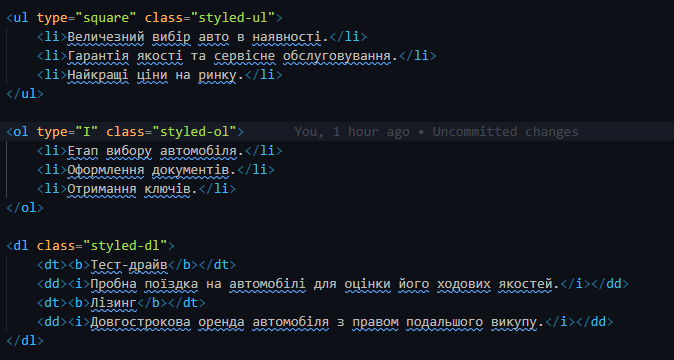 <ul type="square" class="styled-ul">
<li>Величезний вибір авто в наявності.</li>
<li>Гарантія якості та сервісне обслуговування.</li>
<li>Найкращі ціни на ринку.</li>
</ul>
<ol type="I" class="styled-ol"> You, 1 hour ago • Uncommitted changes
<li>Етап вибору автомобіля.</li>
<li>Оформлення документів.</li>
<li>Отримання ключів.</li>
</ol>
<dl class="styled-dl">
<dt><b>Тест-драйв</b></dt>
<dd><i>Пробна поїздка на автомобілі для оцінки його ходових якостей.</i></dd>
<dt><b>Лізинг</b></dt>
<dd><i>Довгострокова оренда автомобіля з правом подальшого викупу.</i></dd>
</dl>